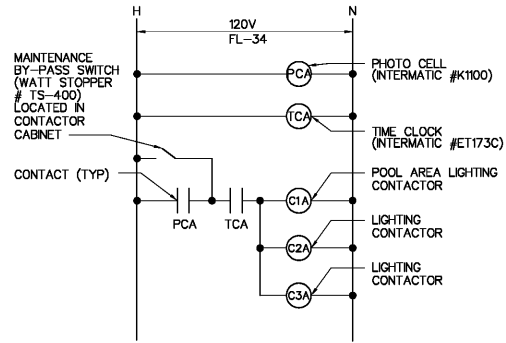 H
N
120V
FL-34
MAINTENANCE
BY-PASS SWITCH
(WATT STOPPER
# TS-400)
LOCATED IN
CONTACTOR
CABINET
PCA
PHOTO CELL
(INTERMATIC #K1100)
TCA
TIME CLOCK
(INTERMATIC #ET173C)
CONTACT (TYP)
PCA
TCA
C1A
POOL AREA LIGHTING
CONTACTOR
C2A
LIGHTING
CONTACTOR
C3A
LIGHTING
CONTACTOR